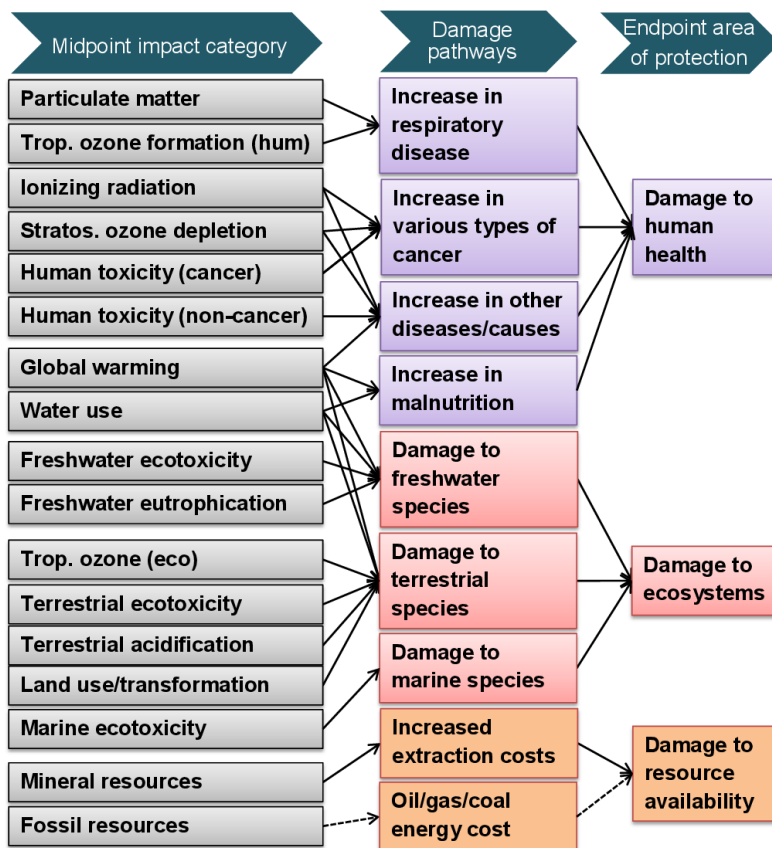 Midpoint impact category
Damage
pathways
Endpoint area
of protection
Particulate matter
Trop. ozone formation (hum)
Ionizing radiation
Stratos. ozone depletion
Human toxicity (cancer)
Human toxicity (non-cancer)
Global warming
Water use
Freshwater ecotoxicity
Freshwater eutrophication
Trop. ozone (eco)
Terrestrial ecotoxicity
Terrestrial acidification
Land use/transformation
Marine ecotoxicity
Mineral resources
Fossil resources
Increase in
respiratory
disease
Increase in
various types of
cancer
Increase in other
diseases/causes
Increase in
malnutrition
Damage to
freshwater
species
Damage to
terrestrial
species
Damage to
marine species
Increased
extraction costs
Oil/gas/coal
energy cost
Damage to
human
health
Damage to
ecosystems
Damage to
resource
availability